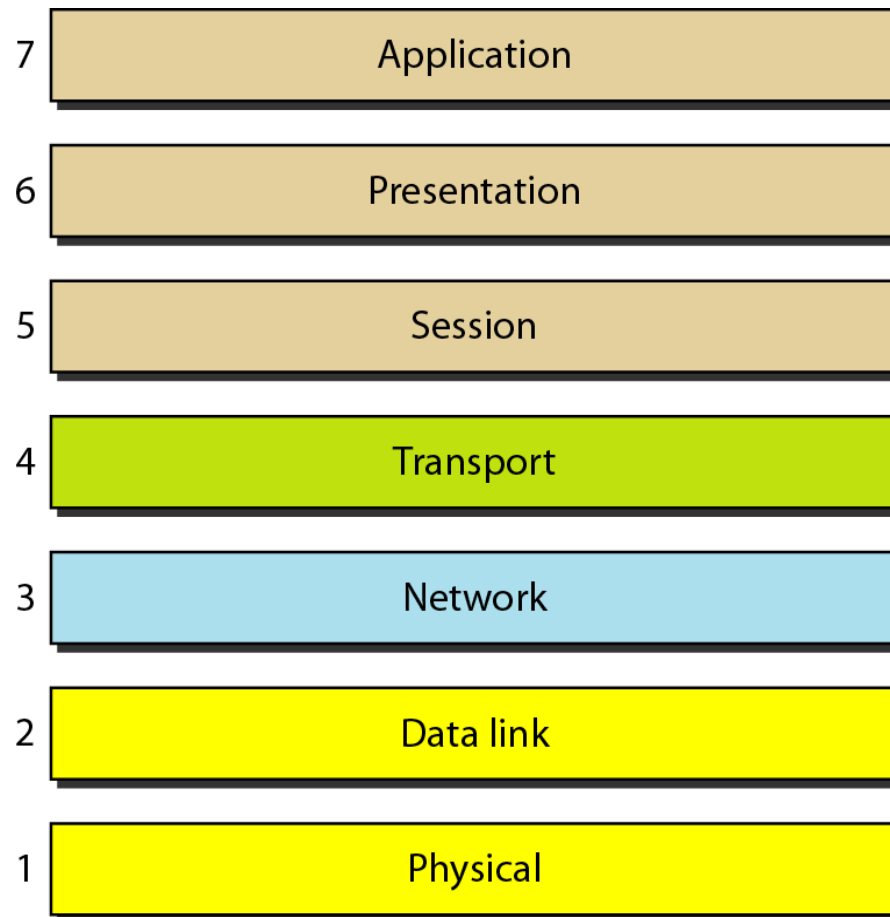 7 Application
6 Presentation
5 Session
4 Transport
3 Network
2 Data link
1 Physical